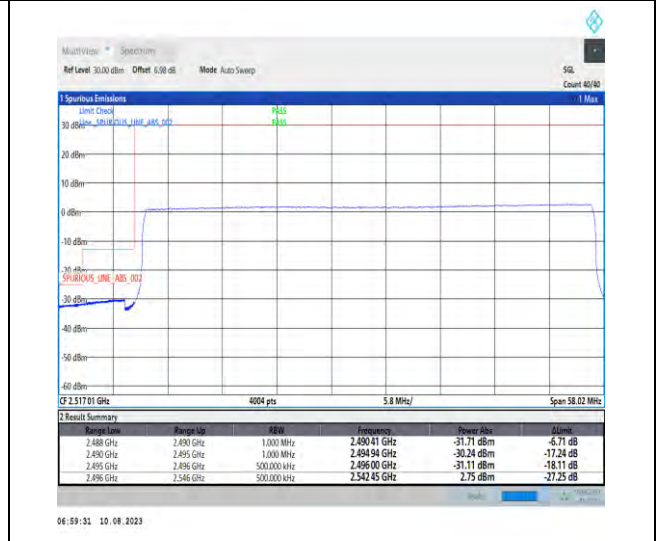 MultiView Spectrum
Ref Level 30.00 dBm Offset 6.98 dB Mode Auto Sweep SGL
Count 40/40
1 Spurious Emissions 1 Max
Limit Check PASS
30 dBm Line_SPURIOUS_LINE_ABS_002 PASS
20 dBm
10 dBm
0 dBm
-10 dBm
-20 dBm
SPURIOUS_LINE_ABS_002
-30 dBm
-40 dBm
-50 dBm
-60 dBm
CF 2.517 01 GHz 4004 pts 5.8 MHz/ Span 58.02 MHz
2 Result Summary
Range Low Range Up RBW Frequency Power Abs ΔLimit
2.488 GHz 2.490 GHz 1.000 MHz 2.490 41 GHz -31.71 dBm -6.71 dB
2.490 GHz 2.495 GHz 1.000 MHz 2.494 94 GHz -30.24 dBm -17.24 dB
2.495 GHz 2.496 GHz 500.000 kHz 2.496 00 GHz -31.11 dBm -18.11 dB
2.496 GHz 2.546 GHz 500.000 kHz 2.542 45 GHz 2.75 dBm -27.25 dB
06:59:31 10.08.2023